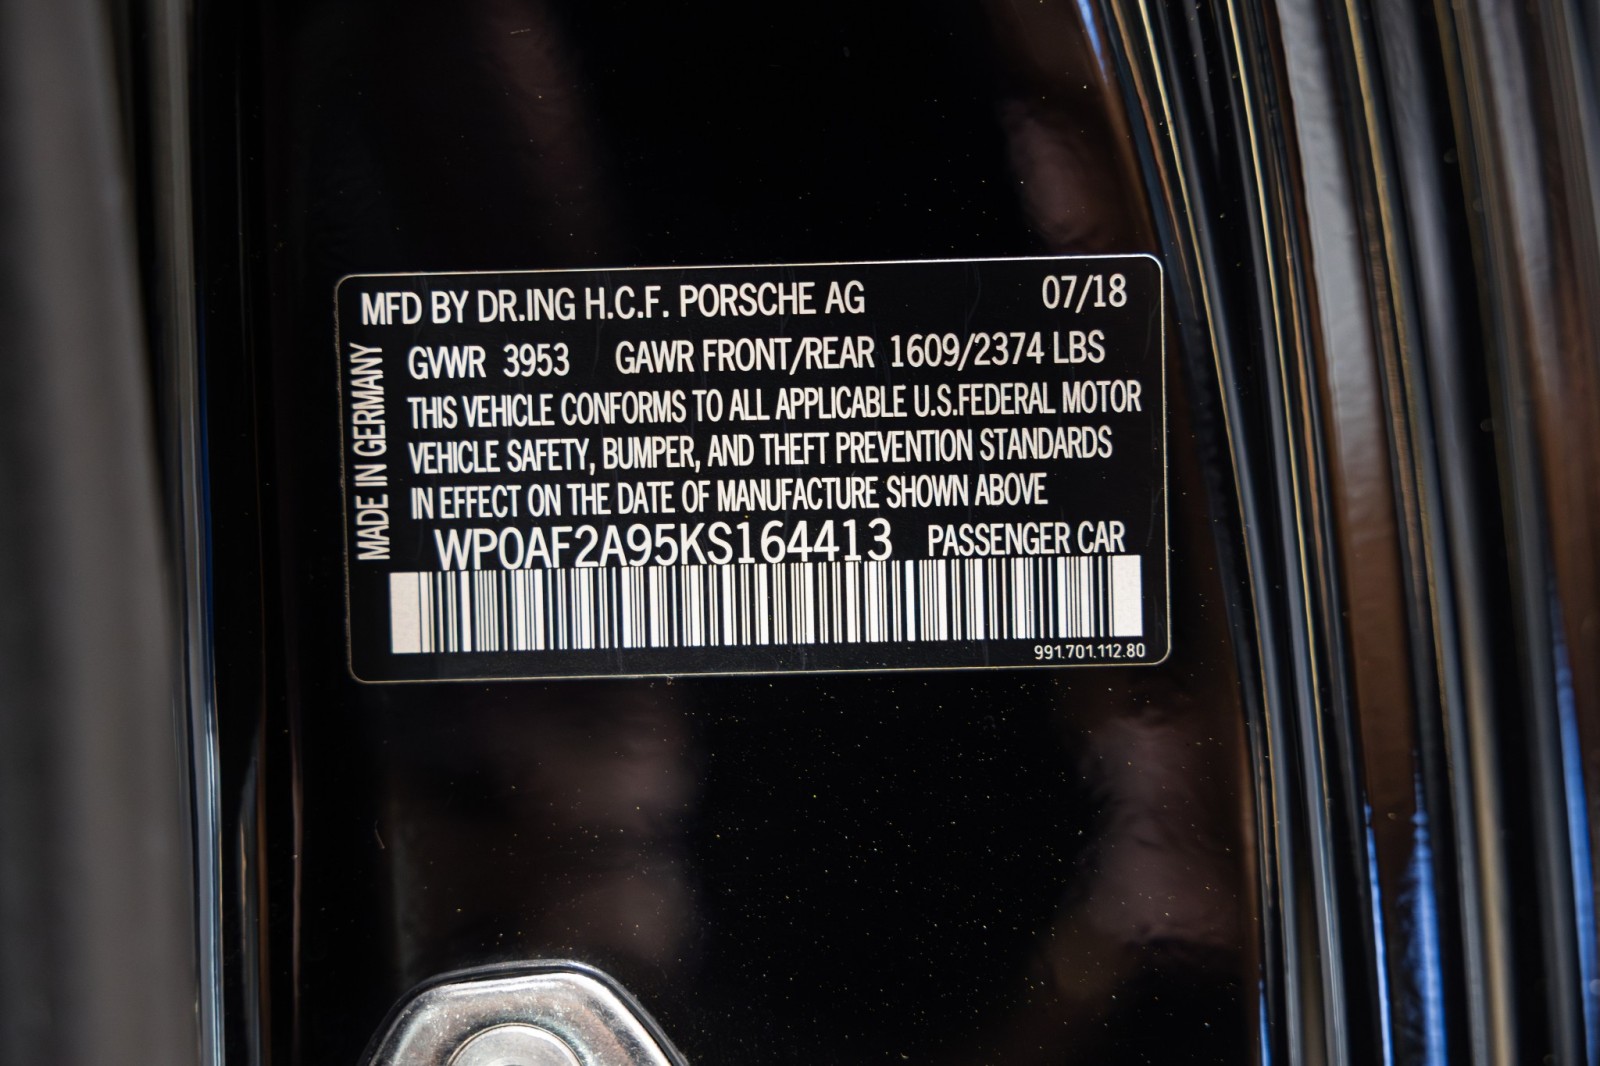 MFD BY DR.ING H.C.F. PORSCHE AG 07/18
GVWR 3953 GAWR FRONT/REAR 1609/2374 LBS
THIS VEHICLE CONFORMS TO ALL APPLICABLE U.S.FEDERAL MOTOR
VEHICLE SAFETY, BUMPER, AND THEFT PREVENTION STANDARDS
IN EFFECT ON THE DATE OF MANUFACTURE SHOWN ABOVE
WP0AF2A95KS164413 PASSENGER CAR
991.701.112.80
MADE IN GERMANY